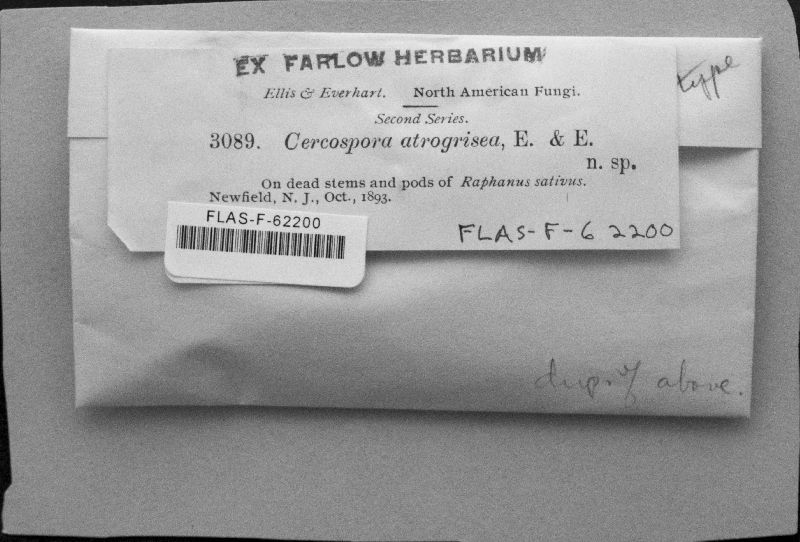 EX FARLOW HERBARIUM
type
Ellis & Everhart. North American Fungi.
Second Series.
3089. Cercospora atrogrisea, E. & E.
n. sp.
On dead stems and pods of Raphanus sativus.
Newfield, N. J., Oct., 1893.
FLAS-F-62200
FLAS-F-62200
dup. of above.